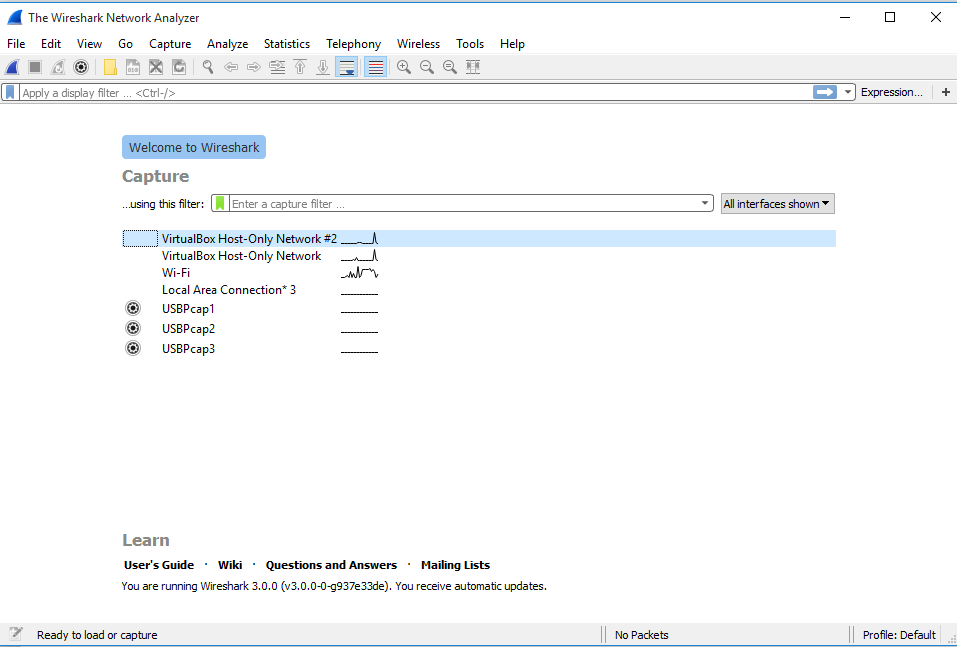 The Wireshark Network Analyzer
File Edit View Go Capture Analyze Statistics Telephony Wireless Tools Help
Apply a display filter ... <Ctrl-/> Expression... +
Welcome to Wireshark
Capture
...using this filter: Enter a capture filter ... All interfaces shown
VirtualBox Host-Only Network #2
VirtualBox Host-Only Network
Wi-Fi
Local Area Connection* 3
USBPcap1
USBPcap2
USBPcap3
Learn
User's Guide · Wiki · Questions and Answers · Mailing Lists
You are running Wireshark 3.0.0 (v3.0.0-0-g937e33de). You receive automatic updates.
Ready to load or capture No Packets Profile: Default